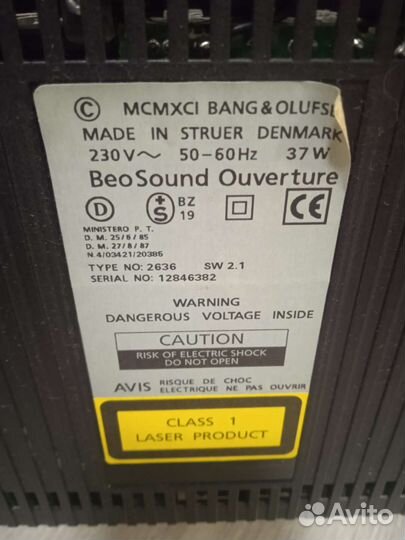 © MCMXCI BANG & OLUFSE
MADE IN STRUER DENMARK
230V~ 50-60Hz 37W
BeoSound Ouverture
D +S BZ 19 CE
MINISTERO P. T.
D. M. 25/6/85
D. M. 27/8/87
N.4/03421/20385
TYPE NO: 2636 SW 2.1
SERIAL NO: 12846382
WARNING
DANGEROUS VOLTAGE INSIDE
CAUTION
RISK OF ELECTRIC SHOCK
DO NOT OPEN
AVIS RISQUE DE CHOC
ELECTRIQUE NE PAS OUVRIR
CLASS 1
LASER PRODUCT
Avito